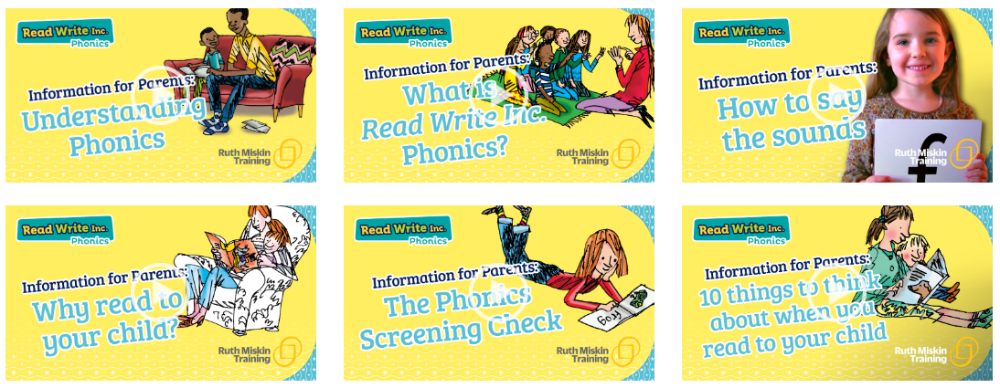 Read Write Inc.
Phonics
Information for Parents:
Understanding
Phonics
Ruth Miskin
Training
Read Write Inc.
Phonics
Information for Parents:
What is
Read Write Inc.
Phonics?
Ruth Miskin
Training
Read Write Inc.
Phonics
Information for Parents:
How to say
the sounds
f
Ruth Miskin
Training
Read Write Inc.
Phonics
Information for Parents:
Why read to
your child?
Ruth Miskin
Training
Read Write Inc.
Phonics
Information for Parents:
The Phonics
Screening Check
frog
Ruth Miskin
Training
Read Write Inc.
Phonics
Information for Parents:
10 things to think
about when you
read to your child
Ruth Miskin
Training